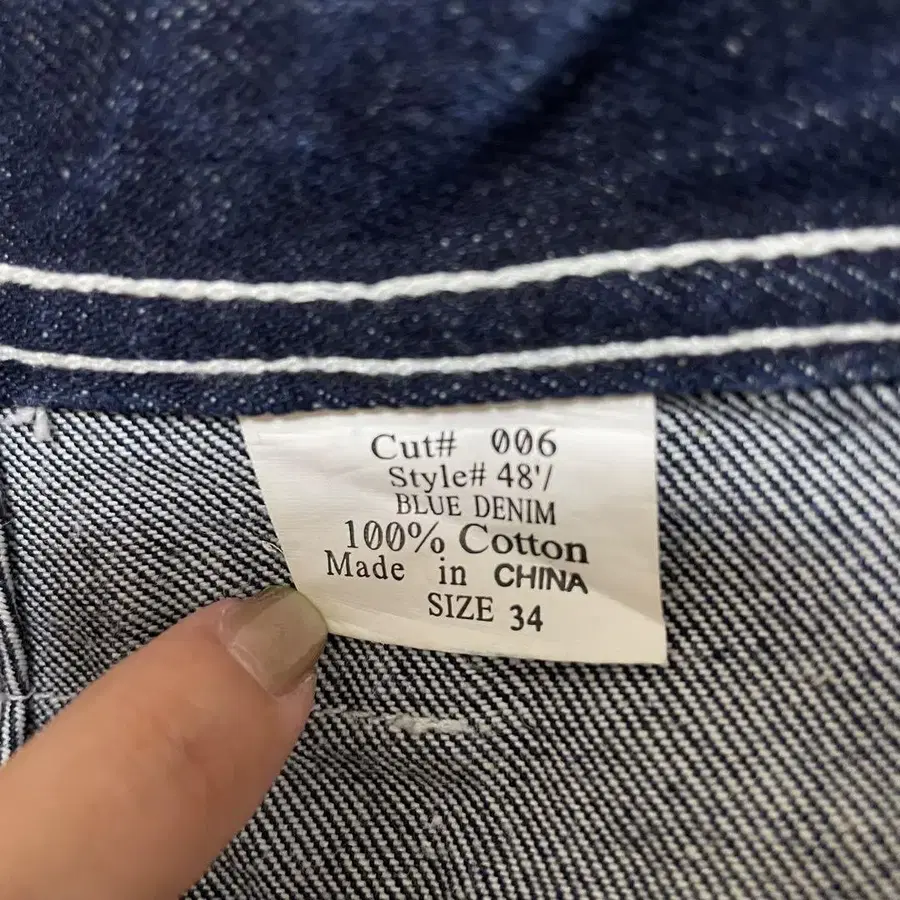 Cut# 006
Style# 48'/
BLUE DENIM
100% Cotton
Made in CHINA
SIZE 34